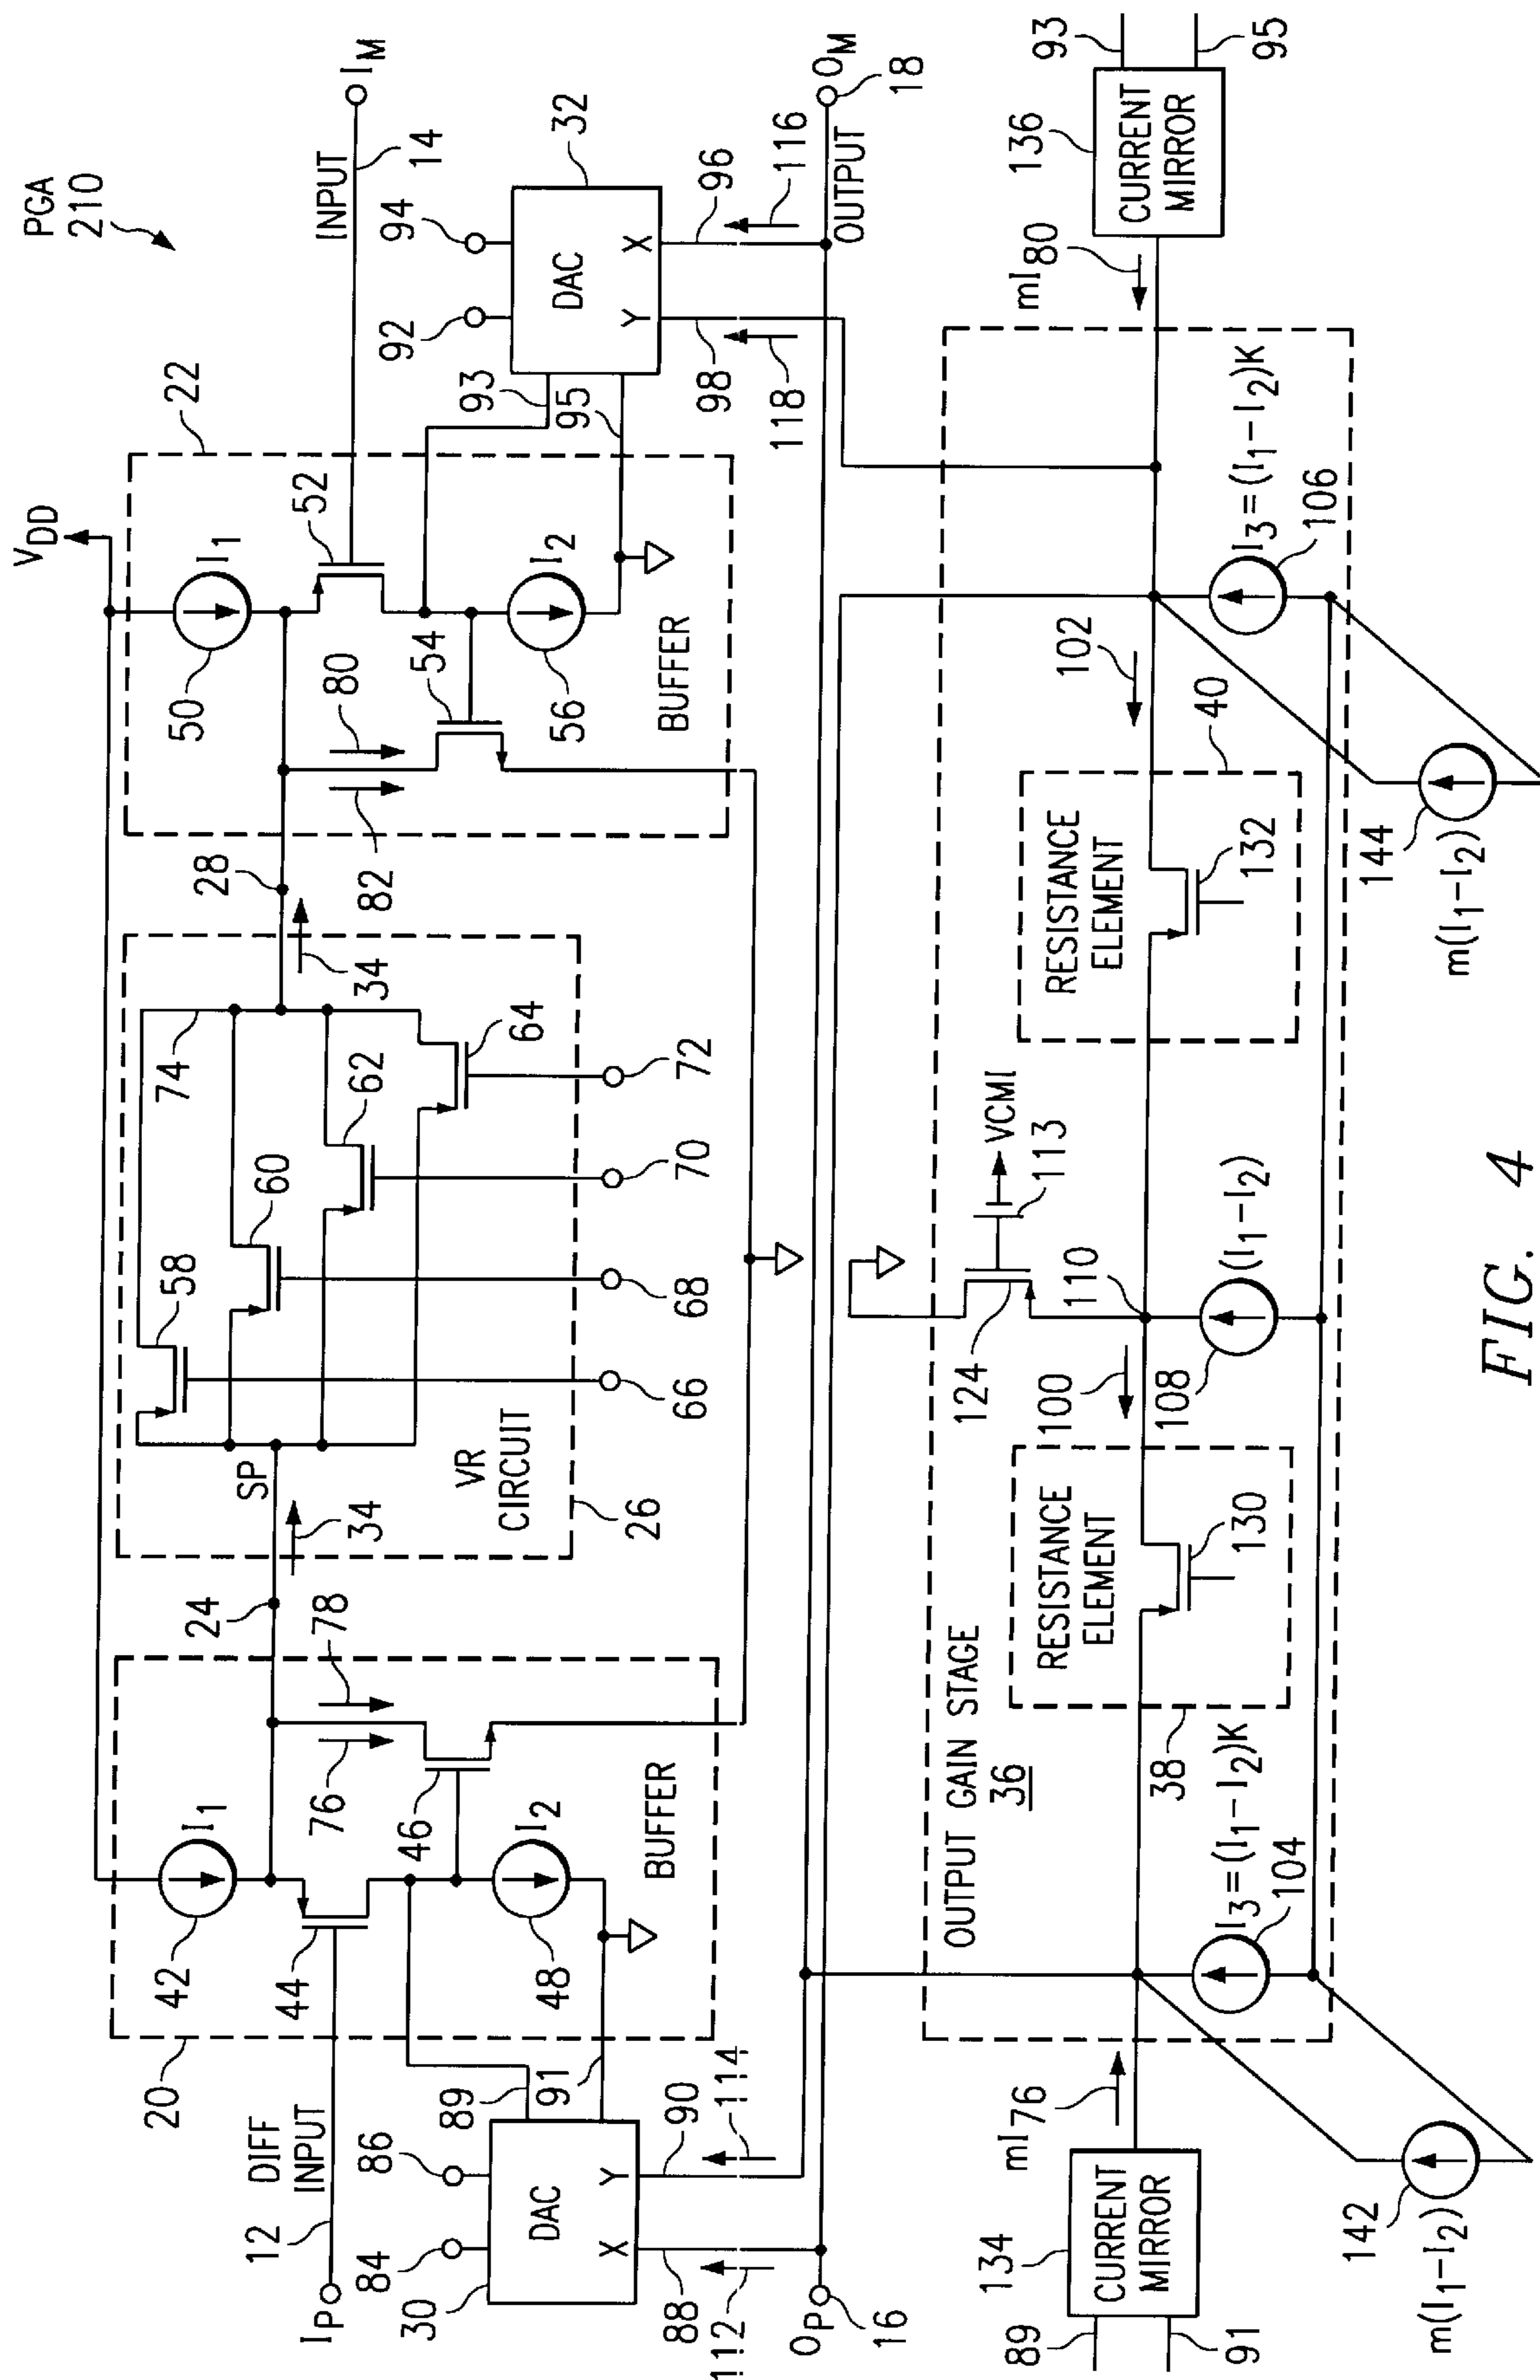 PGA
210
V_DD
22
50
I_1
52
INPUT
14
I_M
28
80
82
54
I_2
56
BUFFER
92
94
93
95
DAC
32
Y
X
98
96
118
116
O_M
18
OUTPUT
74
34
58
60
62
64
66
68
70
72
SP
VR
CIRCUIT
26
34
24
78
76
20
42
I_1
44
46
48
I_2
BUFFER
12
DIFF
INPUT
I_P
84
86
89
91
30
DAC
X
Y
88
90
112
114
O_P
16
OUTPUT GAIN STAGE
36
134
CURRENT
MIRROR
89
91
mI_76
I_3=(I_1-I_2)K
104
142
m(I_1-I_2)
38
RESISTANCE
ELEMENT
130
100
110
108
(I_1-I_2)
124
113
VCMI
RESISTANCE
ELEMENT
132
40
102
I_3=(I_1-I_2)K
106
144
m(I_1-I_2)
mI_80
136
CURRENT
MIRROR
93
95
FIG. 4